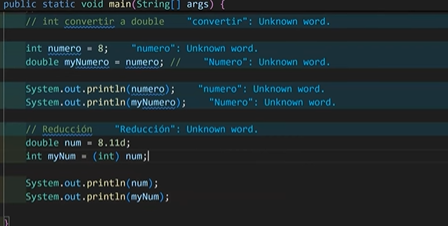 public static void main(String[] args) {
// int convertir a double "convertir": Unknown word.
int numero = 8; "numero": Unknown word.
double myNumero = numero; // "Numero": Unknown word.
System.out.println(numero); "numero": Unknown word.
System.out.println(myNumero); "Numero": Unknown word.
// Reducción "Reducción": Unknown word.
double num = 8.11d;
int myNum = (int) num;
System.out.println(num);
System.out.println(myNum);
}